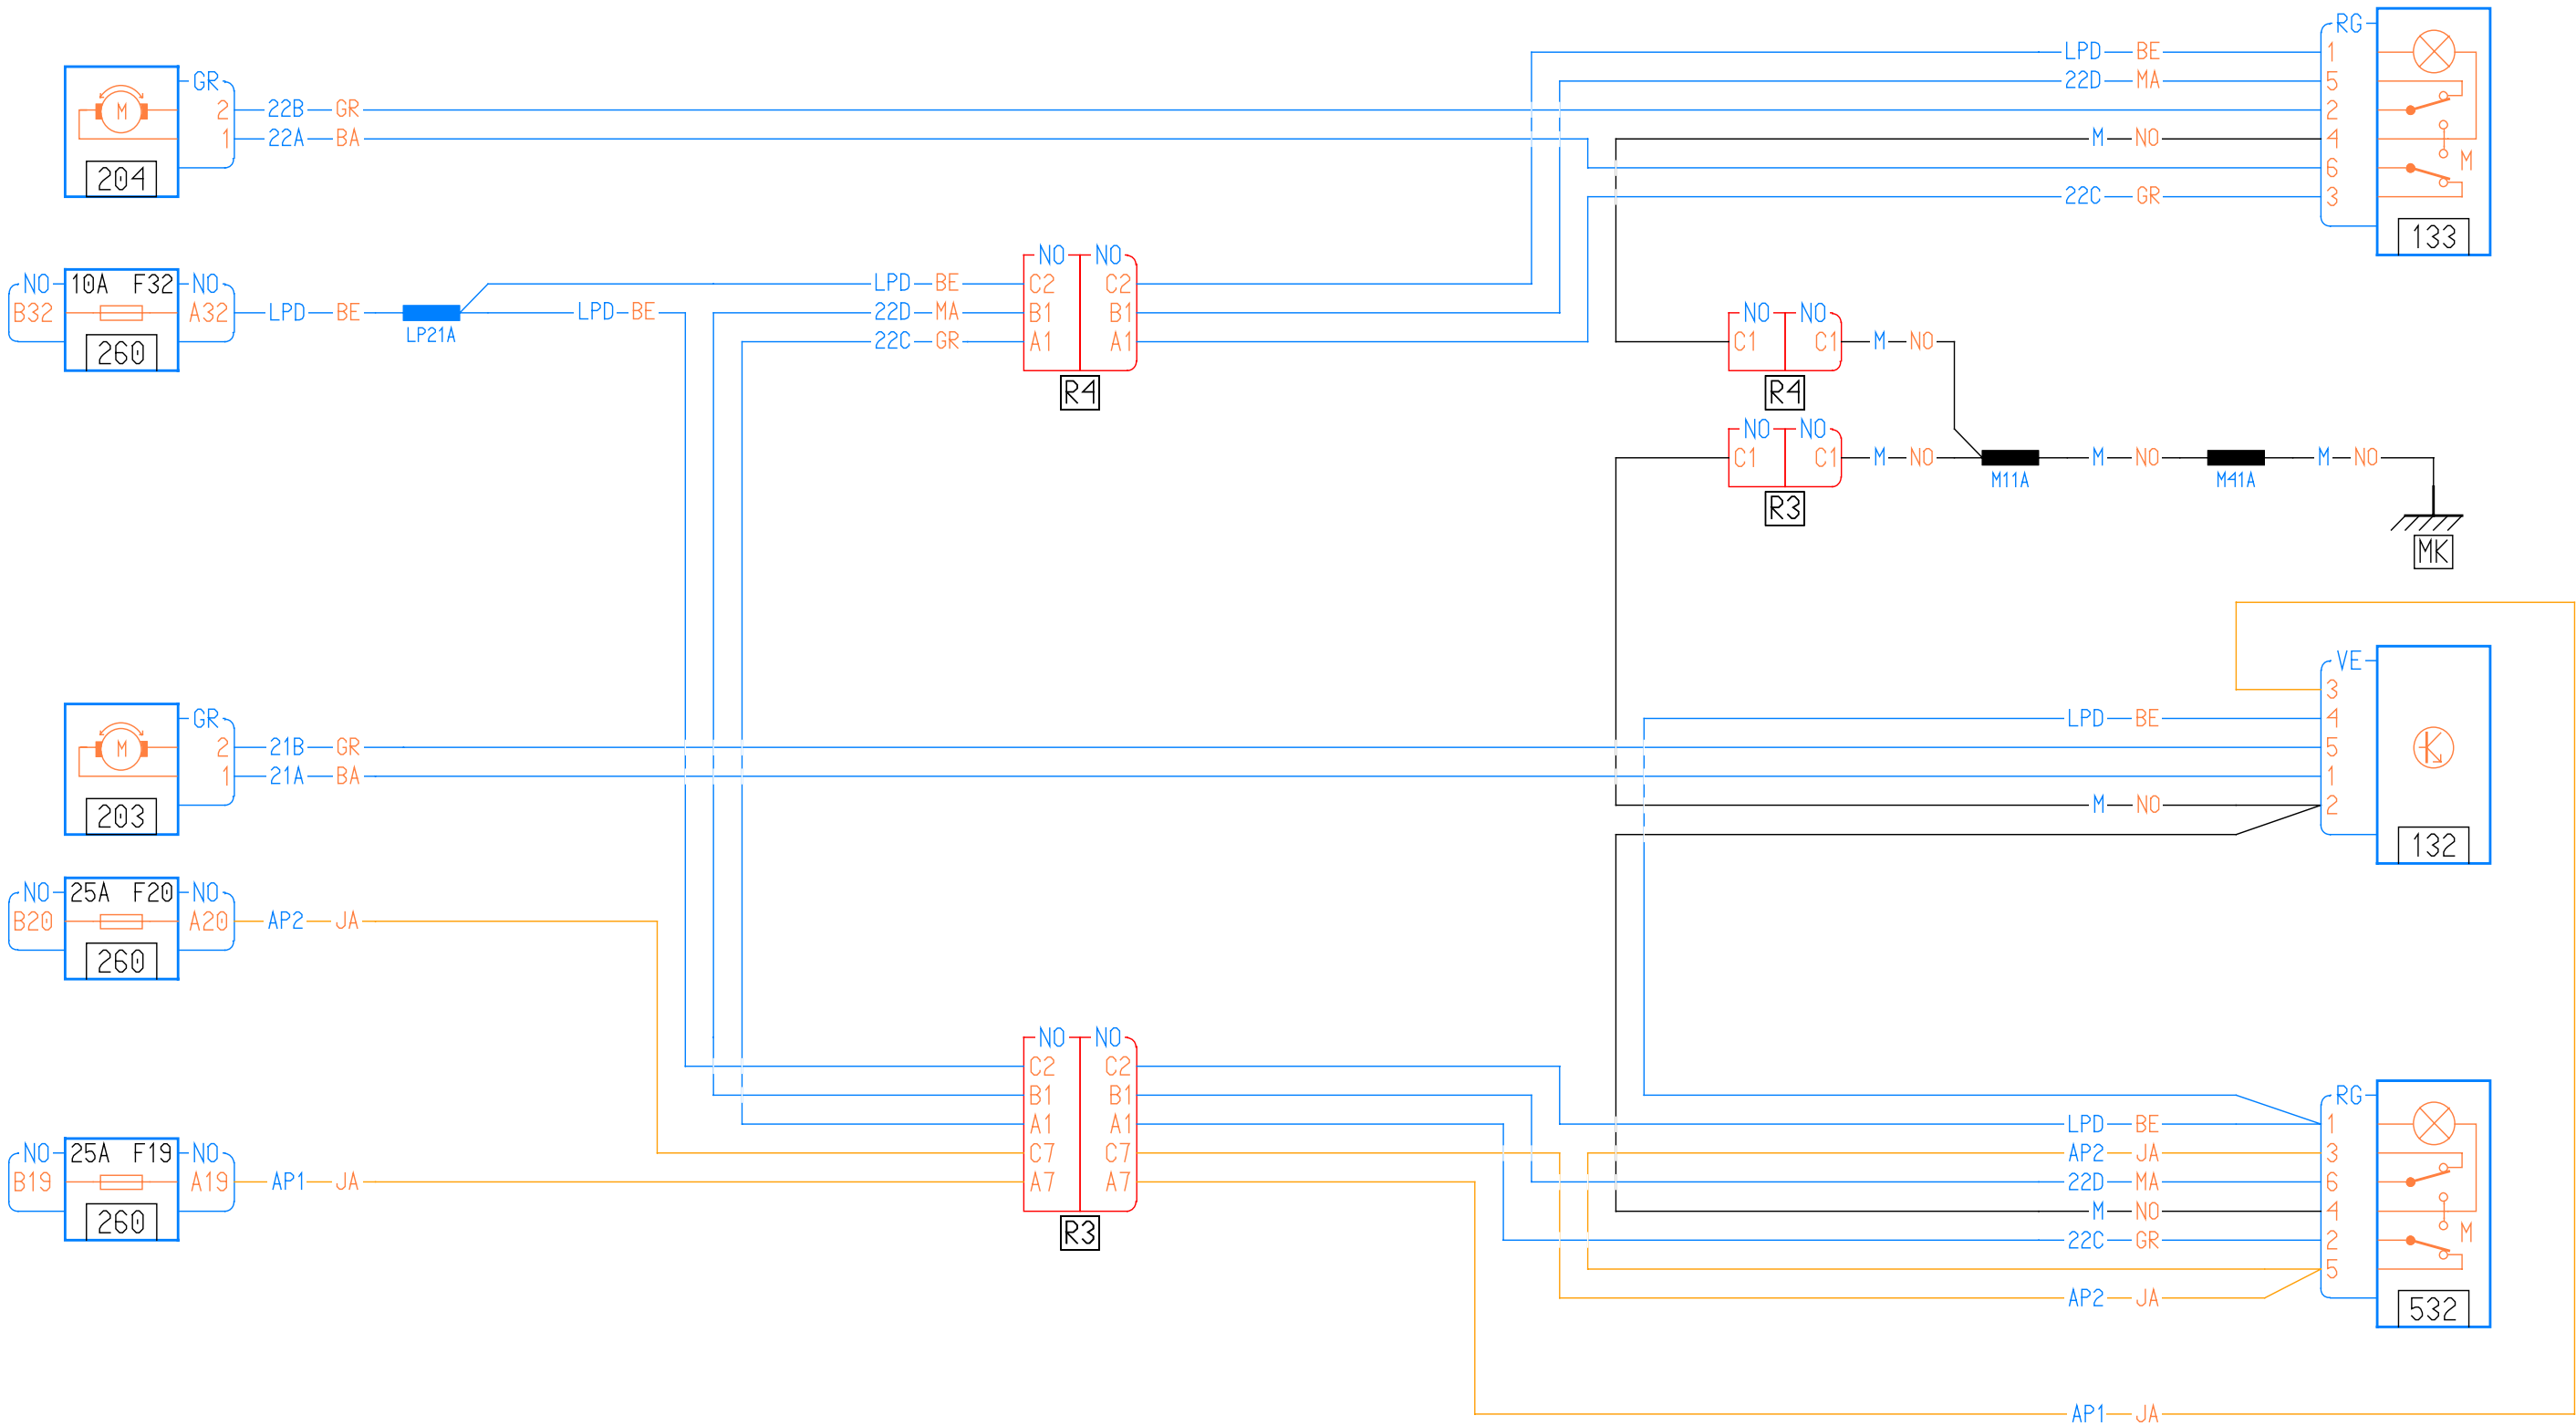 RG
LPD BE 1
GR 22D MA 5
2 22B GR 2
M
1 22A BA M NO 4
6 M
204 22C GR 3
133
NO NO
NO 10A F32 NO LPD BE C2 C2
B32 A32 LPD BE LPD BE 22D MA B1 B1 NO NO
LP21A 22C GR A1 A1 C1 C1 M NO
260
R4 R4
NO NO
C1 C1 M NO M NO M NO
M11A M41A
R3
MK
VE
3
GR LPD BE 4
2 21B GR 5
M
1 21A BA 1
M NO 2
203 132
NO 25A F20 NO
B20 A20 AP2 JA
260
NO NO
C2 C2
B1 B1 RG
A1 A1 LPD BE 1
NO 25A F19 NO C7 C7 AP2 JA 3
B19 A19 AP1 JA A7 A7 22D MA 6
M NO 4
260 R3 22C GR 2 M
5
AP2 JA
532
AP1 JA